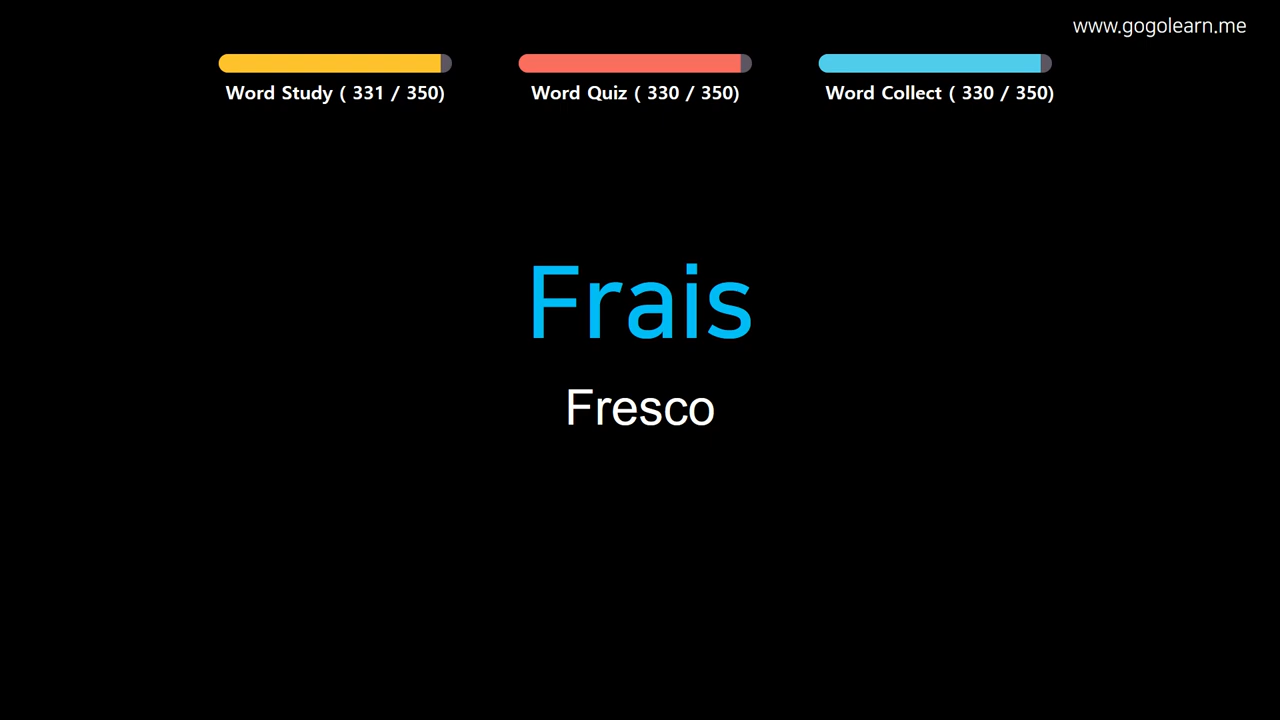 www.gogolearn.me
Word Study ( 331 / 350)
Word Quiz ( 330 / 350)
Word Collect ( 330 / 350)
Frais
Fresco